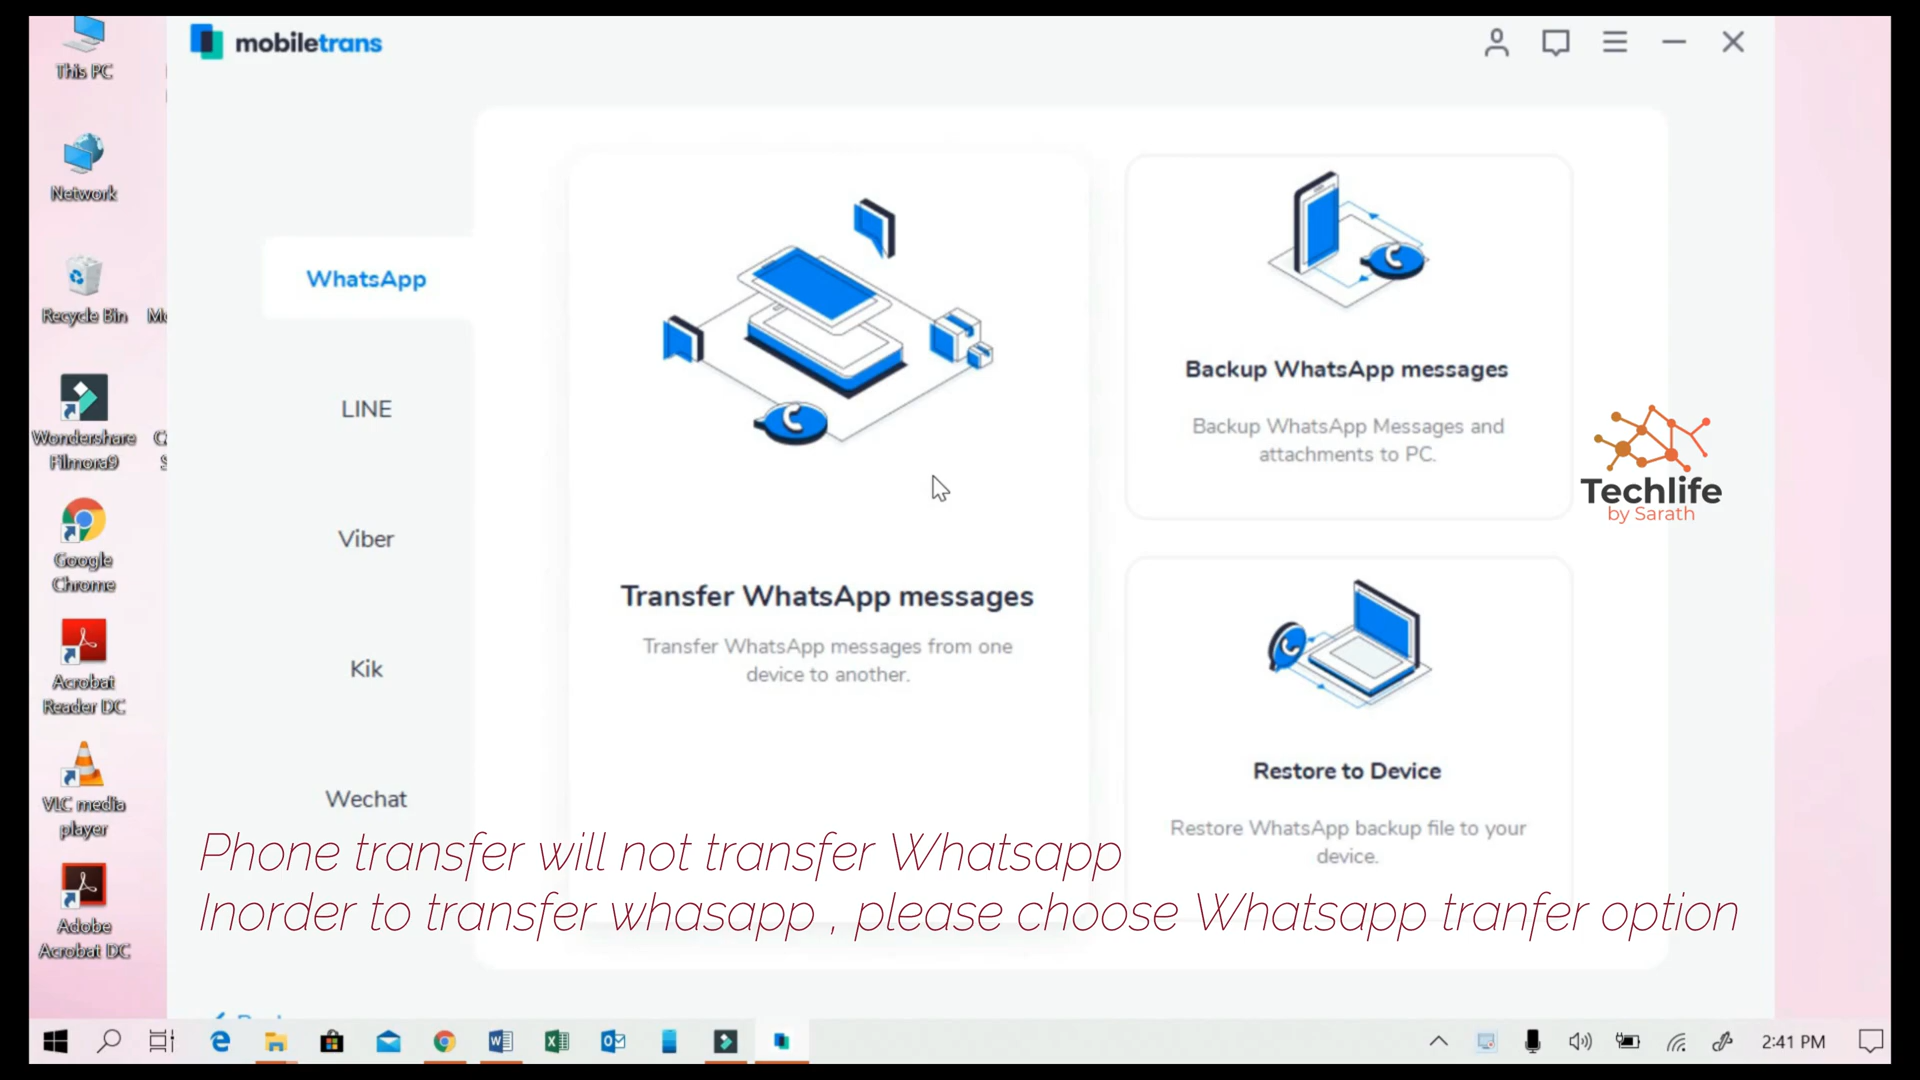 This PC
Network
Recycle Bin
Wondershare
Filmora9
Google
Chrome
Acrobat
Reader DC
VLC media
player
Adobe
Acrobat DC
mobiletrans
WhatsApp
LINE
Viber
Kik
Wechat
Transfer WhatsApp messages
Transfer WhatsApp messages from one
device to another.
Backup WhatsApp messages
Backup WhatsApp Messages and
attachments to PC.
Restore to Device
Restore WhatsApp backup file to your
device.
Techlife
by Sarath
Phone transfer will not transfer Whatsapp
Inorder to transfer whasapp , please choose Whatsapp tranfer option
2:41 PM